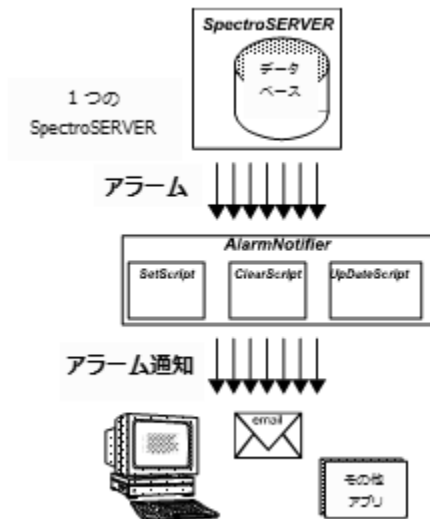 SpectroSERVER
データ
ベース
1 つの
SpectroSERVER
アラーム
AlarmNotifier
SetScript
ClearScript
UpDateScript
アラーム通知
email
その他
アプリ